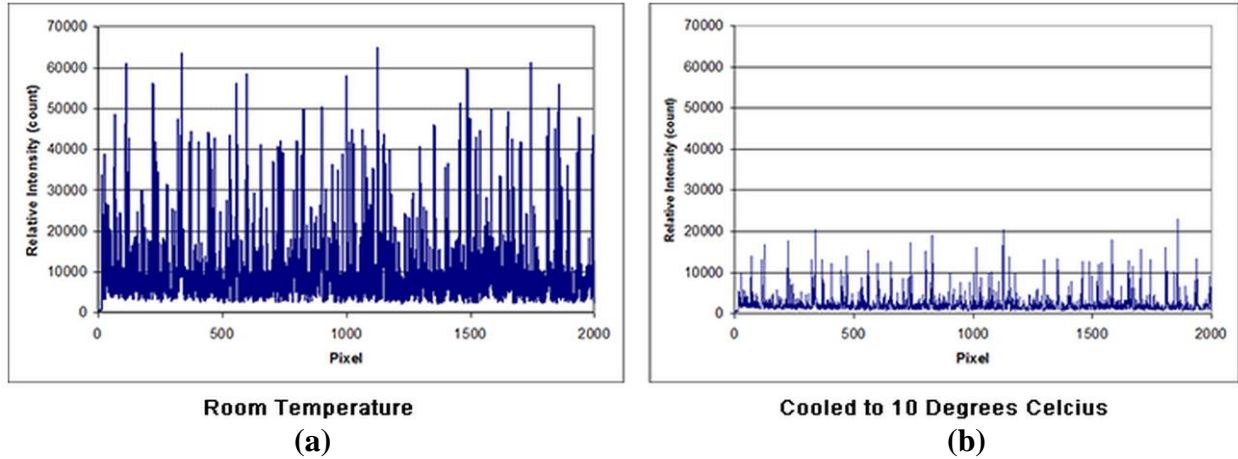 70000
60000
50000
40000
30000
20000
10000
0
Relative Intensity (count)
0 500 1000 1500 2000
Pixel
Room Temperature
(a)
70000
60000
50000
40000
30000
20000
10000
0
Relative Intensity (count)
0 500 1000 1500 2000
Pixel
Cooled to 10 Degrees Celcius
(b)